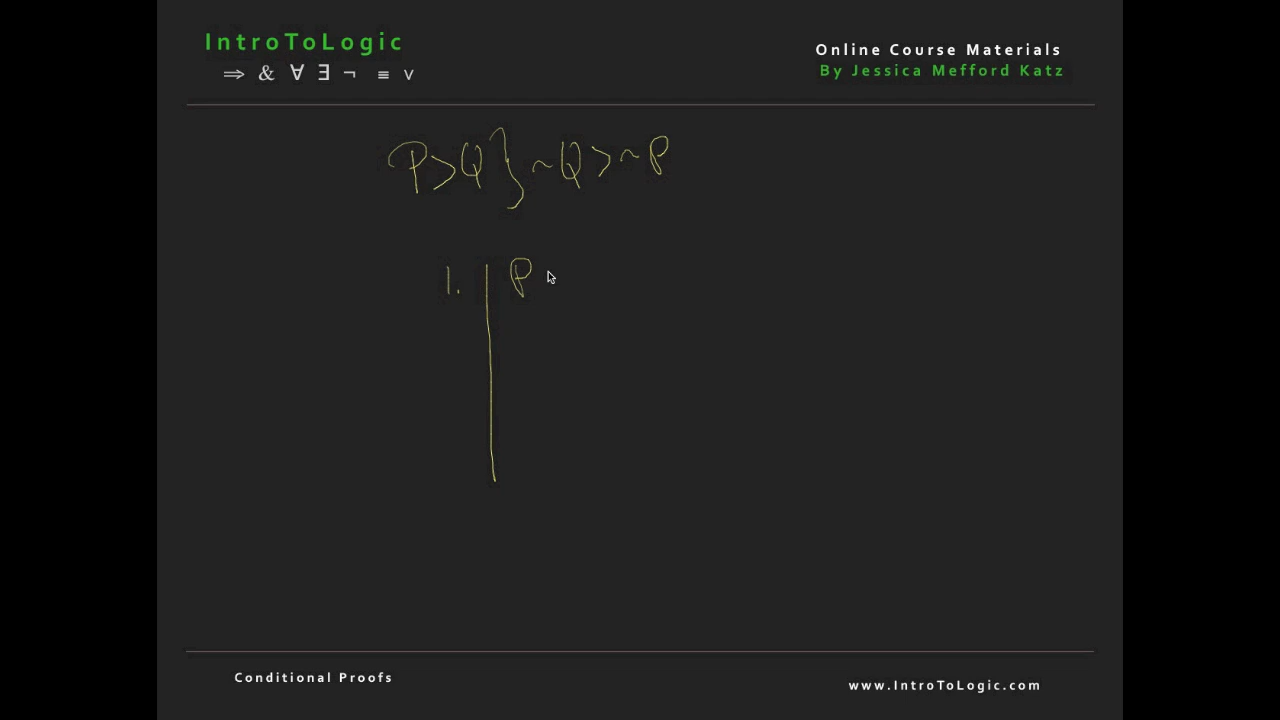 IntroToLogic
⇒ & ∀ ∃ ¬ ≡ v
Online Course Materials
By Jessica Mefford Katz
P>Q}~Q>~P
1. | P
Conditional Proofs
www.IntroToLogic.com